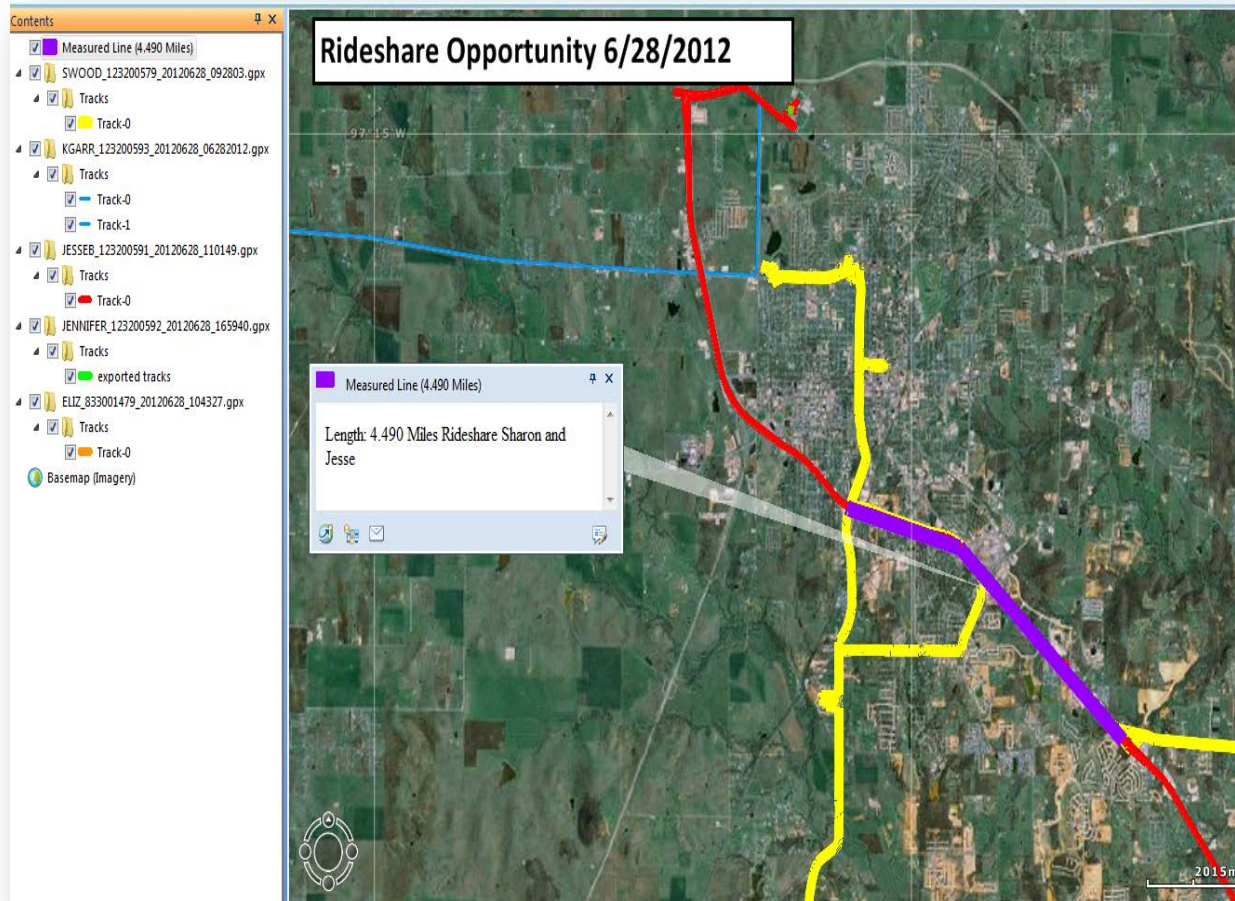 Contents
Measured Line (4.490 Miles)
SWOOD_123200579_20120628_092803.gpx
Tracks
Track-0
KGARR_123200593_20120628_06282012.gpx
Tracks
Track-0
Track-1
JESSEB_123200591_20120628_110149.gpx
Tracks
Track-0
JENNIFER_123200592_20120628_165940.gpx
Tracks
exported tracks
ELIZ_833001479_20120628_104327.gpx
Tracks
Track-0
Basemap (Imagery)
Rideshare Opportunity 6/28/2012
97°15'W
Measured Line (4.490 Miles)
Length: 4.490 Miles Rideshare Sharon and
Jesse
2015m